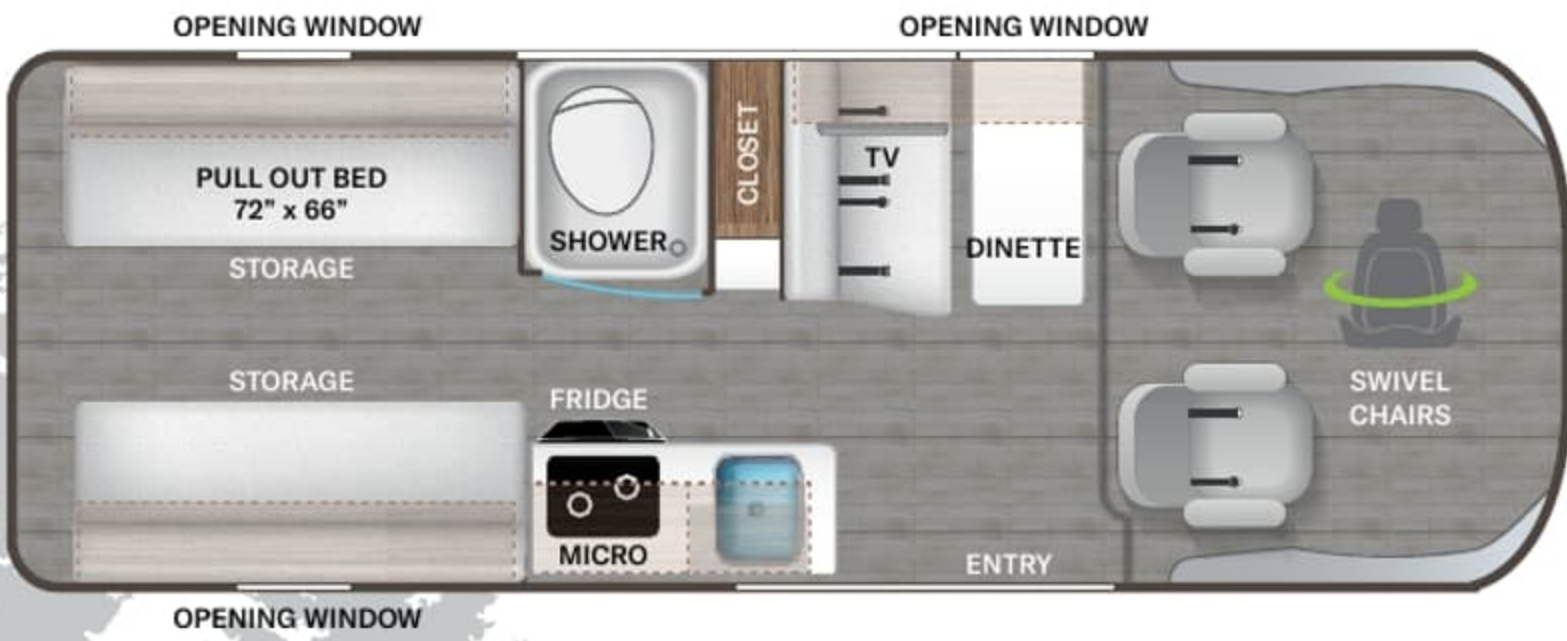 OPENING WINDOW
OPENING WINDOW
PULL OUT BED
72" x 66"
STORAGE
SHOWER
CLOSET
TV
DINETTE
SWIVEL
CHAIRS
STORAGE
FRIDGE
MICRO
ENTRY
OPENING WINDOW